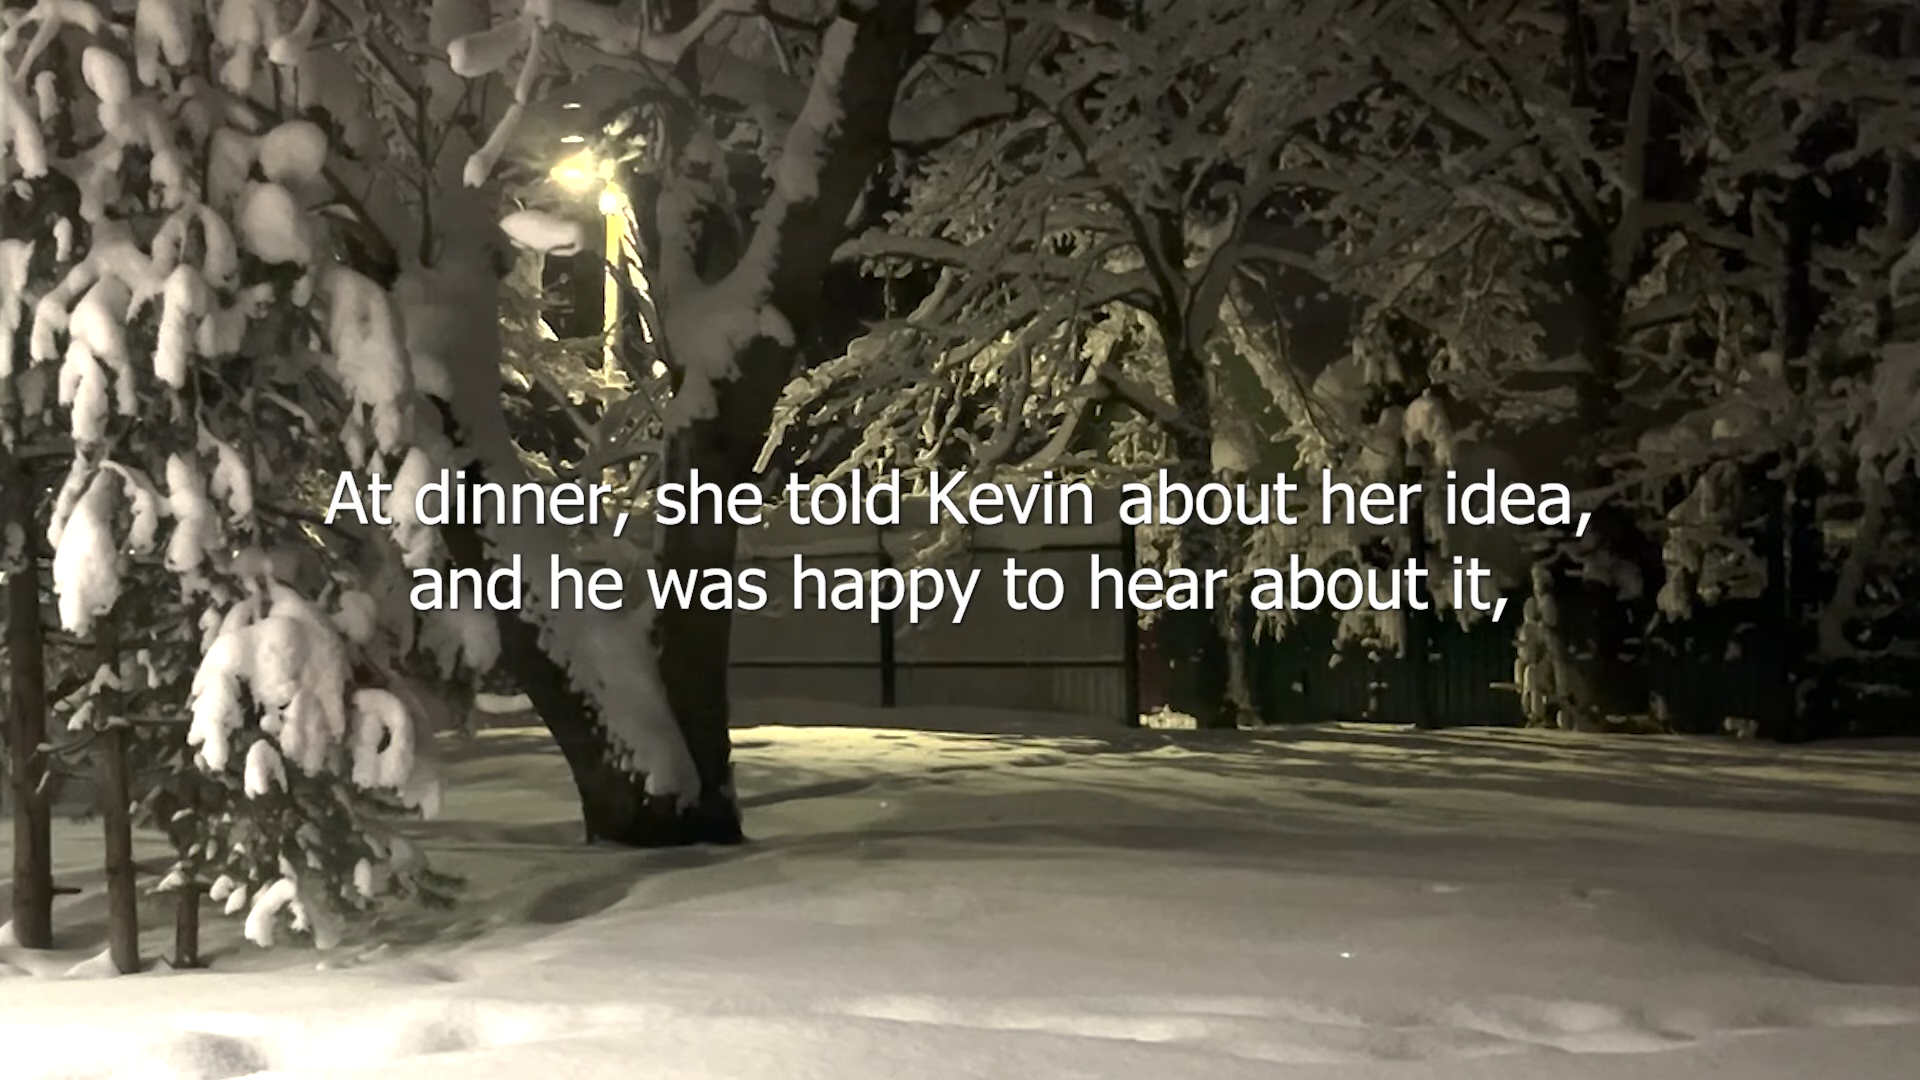 At dinner, she told Kevin about her idea,
and he was happy to hear about it,